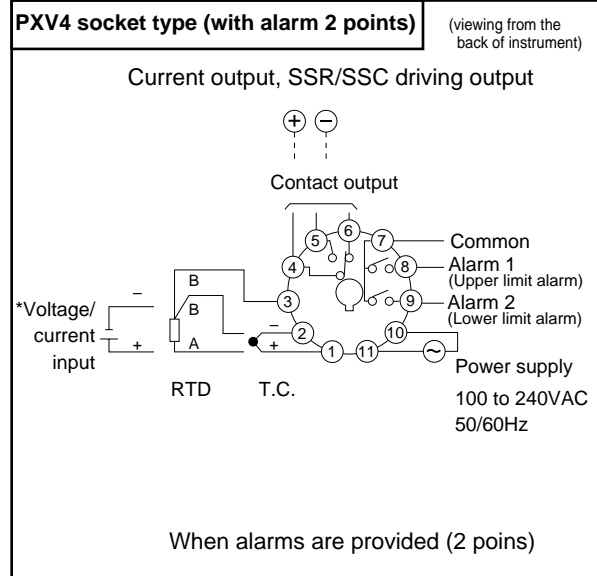 PXV4 socket type (with alarm 2 points)
(viewing from the
back of instrument)
Current output, SSR/SSC driving output
+ −
Contact output
5 6 7 Common
4 8 Alarm 1
(Upper limit alarm)
B
3 9 Alarm 2
(Lower limit alarm)
−
*Voltage/
current
input
+
B
A
−
+
2 10
1 11 ~
RTD T.C.
Power supply
100 to 240VAC
50/60Hz
When alarms are provided (2 poins)